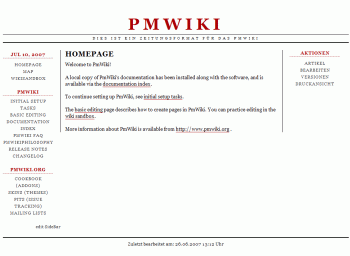 PMWIKI
DIES IST EIN ZEITUNGSFORMAT FÜR DAS PMWIKI
JUL 10, 2007
HOMEPAGE
MAP
WIKISANDBOX
PMWIKI
INITIAL SETUP
TASKS
BASIC EDITING
DOCUMENTATION
INDEX
PMWIKI FAQ
PMWIKIPHILOSOPHY
RELEASE NOTES
CHANGELOG
PMWIKI.ORG
COOKBOOK
(ADDONS)
SKINS (THEMES)
PITS (ISSUE
TRACKING)
MAILING LISTS
edit SideBar
HOMEPAGE
Welcome to PmWiki!
A local copy of PmWiki's documentation has been installed along with the software, and is
available via the documentation index.
To continue setting up PmWiki, see initial setup tasks.
The basic editing page describes how to create pages in PmWiki. You can practice editing in the
wiki sandbox.
More information about PmWiki is available from http://www.pmwiki.org.
AKTIONEN
ARTIKEL
BEARBEITEN
VERSIONEN
DRUCKANSICHT
Zuletzt bearbeitet am: 26.06.2007 13:12 Uhr